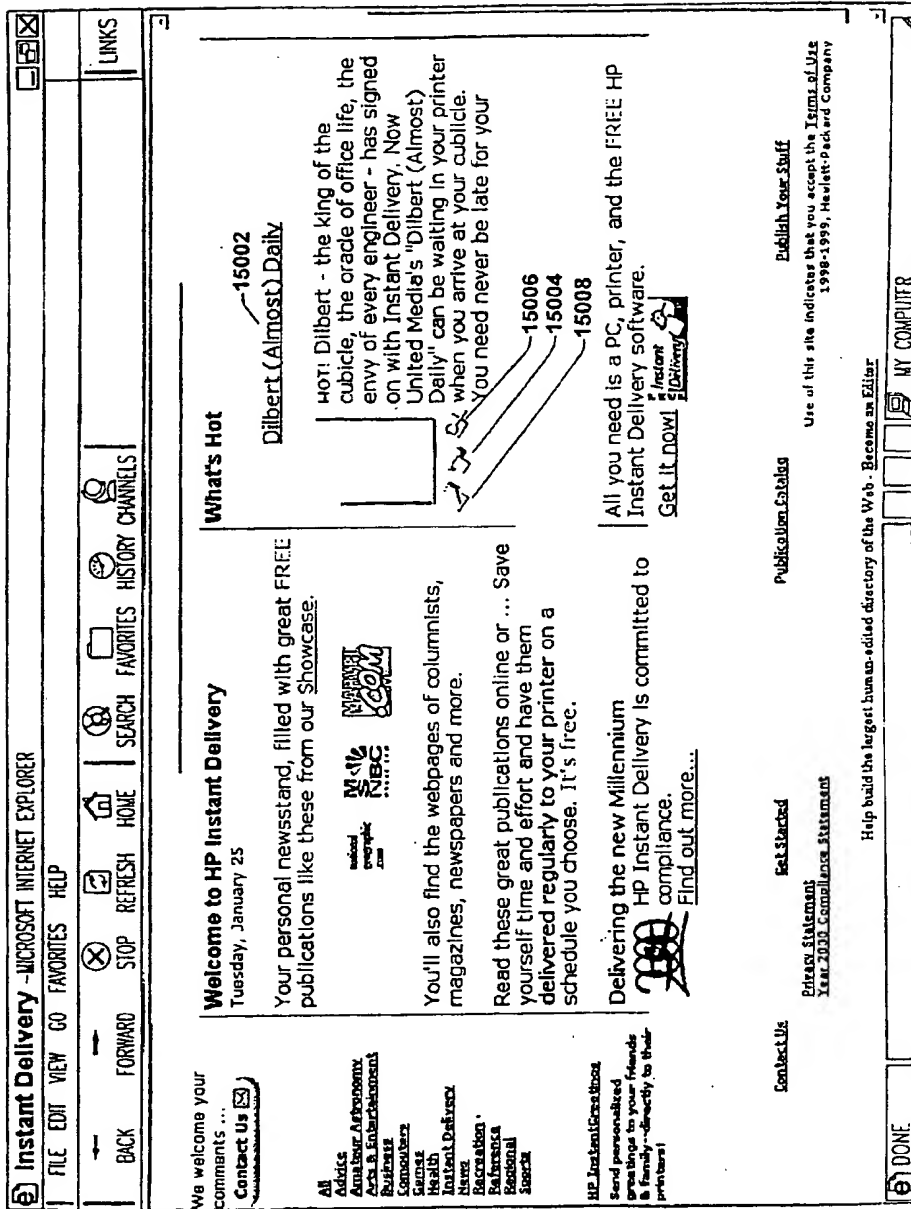 Instant Delivery - MICROSOFT INTERNET EXPLORER
FILE EDIT VIEW GO FAVORITES HELP
BACK FORWARD STOP REFRESH HOME SEARCH FAVORITES HISTORY CHANNELS LINKS
We welcome your
comments ...
Contact Us
All
Advice
Amateur Astronomy
Arts & Entertainment
Business
Computers
Games
Health
Instant Delivery
News
Recreation
Reference
Regional
Sports
HP InstantGreetings
Send personalized
greetings to your friends
& family--directly to their
printers!
Welcome to HP Instant Delivery
Tuesday, January 25
Your personal newsstand, filled with great FREE
publications like these from our Showcase.
national
geographic
.com
MSNBC
MARVEL
.COM
You'll also find the webpages of columnists,
magazines, newspapers and more.
Read these great publications online or ... Save
yourself time and effort and have them
delivered regularly to your printer on a
schedule you choose. It's free.
Delivering the new Millennium
HP Instant Delivery is committed to
compliance.
Find out more...
What's Hot
15002
Dilbert (Almost) Daily
HOT! Dilbert - the king of the
cubicle, the oracle of office life, the
envy of every engineer - has signed
on with Instant Delivery. Now
United Media's "Dilbert (Almost)
Daily" can be waiting in your printer
when you arrive at your cubicle.
You need never be late for your
15006
15004
15008
All you need is a PC, printer, and the FREE HP
Instant Delivery software.
Get it now!
Instant
Delivery
Contact Us Get Started Publication Catalog Publish Your Stuff
Privacy Statement
Year 2000 Compliance Statement
Use of this site indicates that you accept the Terms of Use
1998-1999, Hewlett-Packard Company
Help build the largest human-edited directory of the Web - Become an Editor
DONE MY COMPUTER